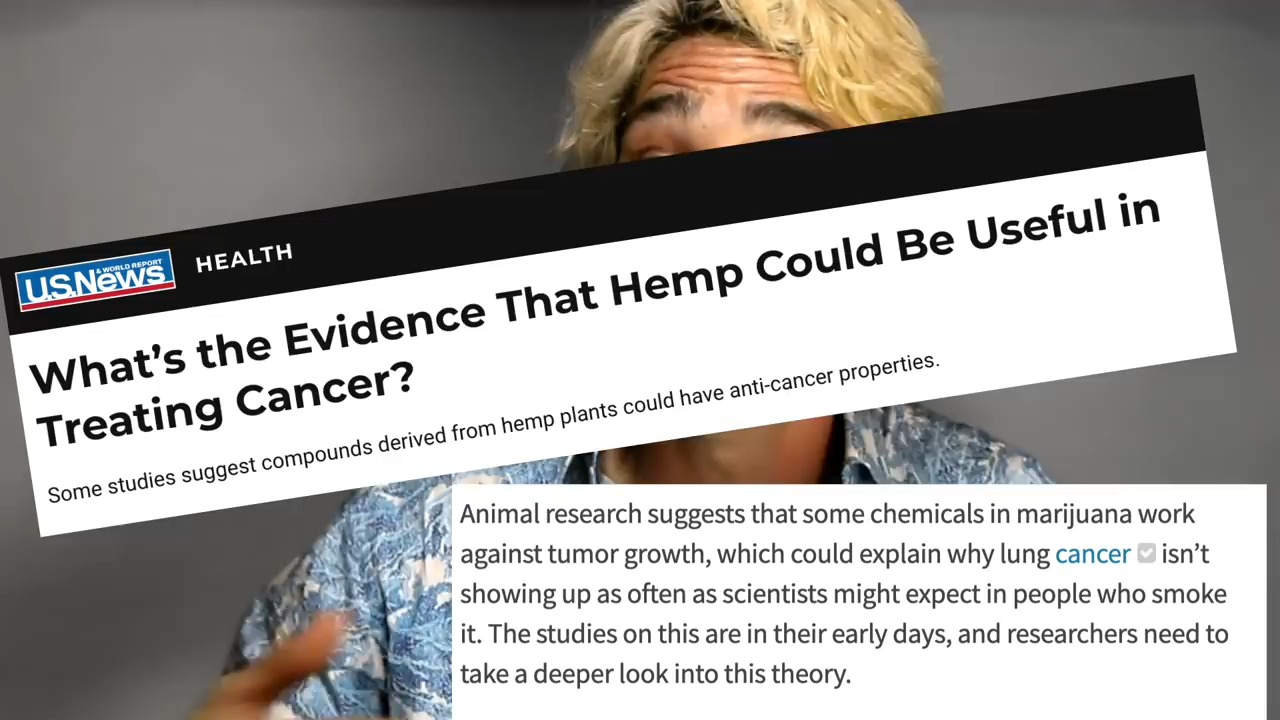 U.S.News
& WORLD REPORT
HEALTH
What's the Evidence That Hemp Could Be Useful in
Treating Cancer?
Some studies suggest compounds derived from hemp plants could have anti-cancer properties.
Animal research suggests that some chemicals in marijuana work
against tumor growth, which could explain why lung cancer isn't
showing up as often as scientists might expect in people who smoke
it. The studies on this are in their early days, and researchers need to
take a deeper look into this theory.